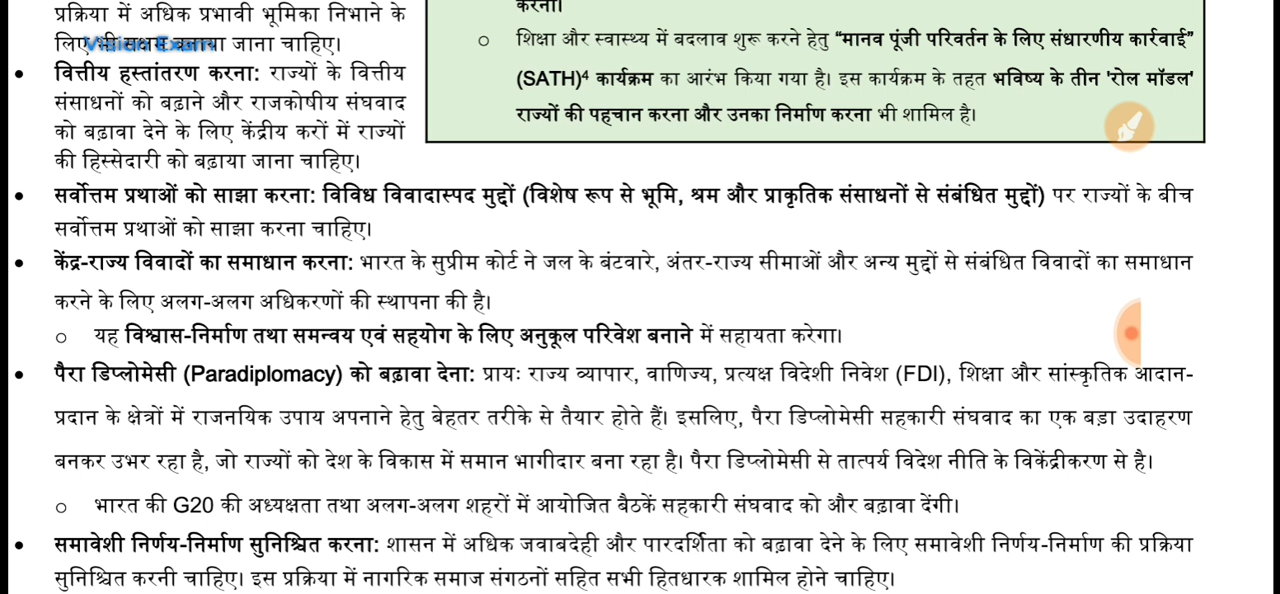 प्रक्रिया में अधिक प्रभावी भूमिका निभाने के
लिए भी सक्षम बनाया जाना चाहिए।
Vision Exam
• वित्तीय हस्तांतरण करना: राज्यों के वित्तीय
संसाधनों को बढ़ाने और राजकोषीय संघवाद
को बढ़ावा देने के लिए केंद्रीय करों में राज्यों
की हिस्सेदारी को बढ़ाया जाना चाहिए।
करना।
o शिक्षा और स्वास्थ्य में बदलाव शुरू करने हेतु “मानव पूंजी परिवर्तन के लिए संधारणीय कार्रवाई”
(SATH)⁴ कार्यक्रम का आरंभ किया गया है। इस कार्यक्रम के तहत भविष्य के तीन 'रोल मॉडल'
राज्यों की पहचान करना और उनका निर्माण करना भी शामिल है।
• सर्वोत्तम प्रथाओं को साझा करना: विविध विवादास्पद मुद्दों (विशेष रूप से भूमि, श्रम और प्राकृतिक संसाधनों से संबंधित मुद्दों) पर राज्यों के बीच
सर्वोत्तम प्रथाओं को साझा करना चाहिए।
• केंद्र-राज्य विवादों का समाधान करना: भारत के सुप्रीम कोर्ट ने जल के बंटवारे, अंतर-राज्य सीमाओं और अन्य मुद्दों से संबंधित विवादों का समाधान
करने के लिए अलग-अलग अधिकरणों की स्थापना की है।
o यह विश्वास-निर्माण तथा समन्वय एवं सहयोग के लिए अनुकूल परिवेश बनाने में सहायता करेगा।
• पैरा डिप्लोमेसी (Paradiplomacy) को बढ़ावा देना: प्रायः राज्य व्यापार, वाणिज्य, प्रत्यक्ष विदेशी निवेश (FDI), शिक्षा और सांस्कृतिक आदान-
प्रदान के क्षेत्रों में राजनयिक उपाय अपनाने हेतु बेहतर तरीके से तैयार होते हैं। इसलिए, पैरा डिप्लोमेसी सहकारी संघवाद का एक बड़ा उदाहरण
बनकर उभर रहा है, जो राज्यों को देश के विकास में समान भागीदार बना रहा है। पैरा डिप्लोमेसी से तात्पर्य विदेश नीति के विकेंद्रीकरण से है।
o भारत की G20 की अध्यक्षता तथा अलग-अलग शहरों में आयोजित बैठकें सहकारी संघवाद को और बढ़ावा देंगी।
• समावेशी निर्णय-निर्माण सुनिश्चित करना: शासन में अधिक जवाबदेही और पारदर्शिता को बढ़ावा देने के लिए समावेशी निर्णय-निर्माण की प्रक्रिया
सुनिश्चित करनी चाहिए। इस प्रक्रिया में नागरिक समाज संगठनों सहित सभी हितधारक शामिल होने चाहिए।